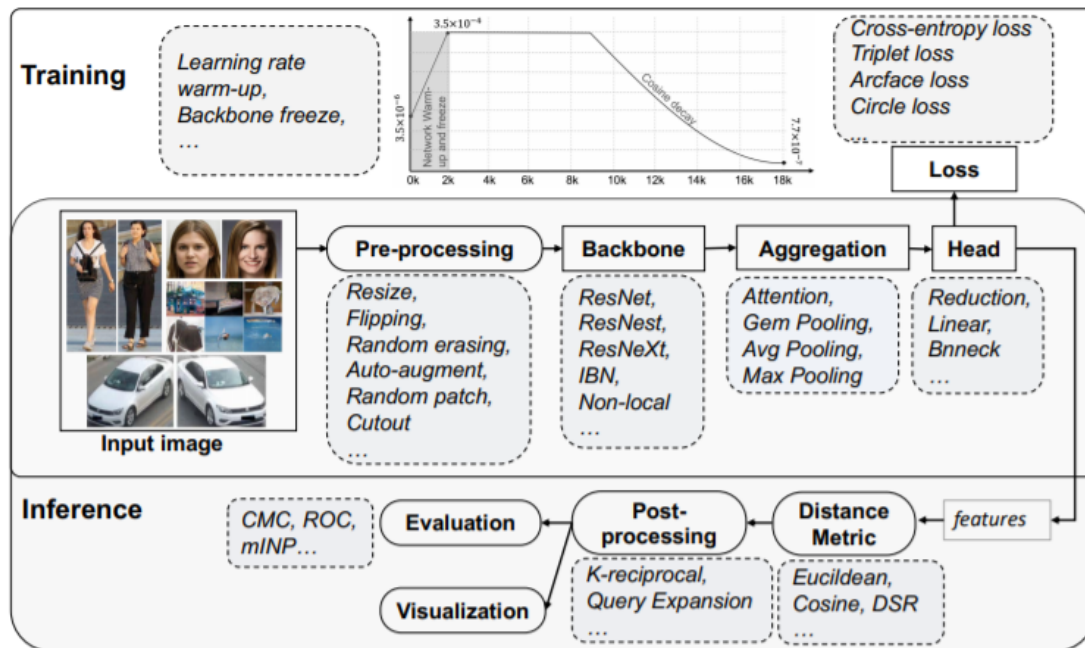 Training
Learning rate
warm-up,
Backbone freeze,
…
3.5×10⁻⁴
3.5×10⁻⁶
Network Warm-
up and freeze
Cosine decay
7.7×10⁻⁷
0k 2k 4k 6k 8k 10k 12k 14k 16k 18k
Cross-entropy loss
Triplet loss
Arcface loss
Circle loss
…
Loss
Input image
Pre-processing
Resize,
Flipping,
Random erasing,
Auto-augment,
Random patch,
Cutout
…
Backbone
ResNet,
ResNest,
ResNeXt,
IBN,
Non-local
…
Aggregation
Attention,
Gem Pooling,
Avg Pooling,
Max Pooling
Head
Reduction,
Linear,
Bnneck
…
Inference
features
Distance
Metric
Eucildean,
Cosine, DSR
…
Post-
processing
K-reciprocal,
Query Expansion
…
Evaluation
CMC, ROC,
mINP…
Visualization